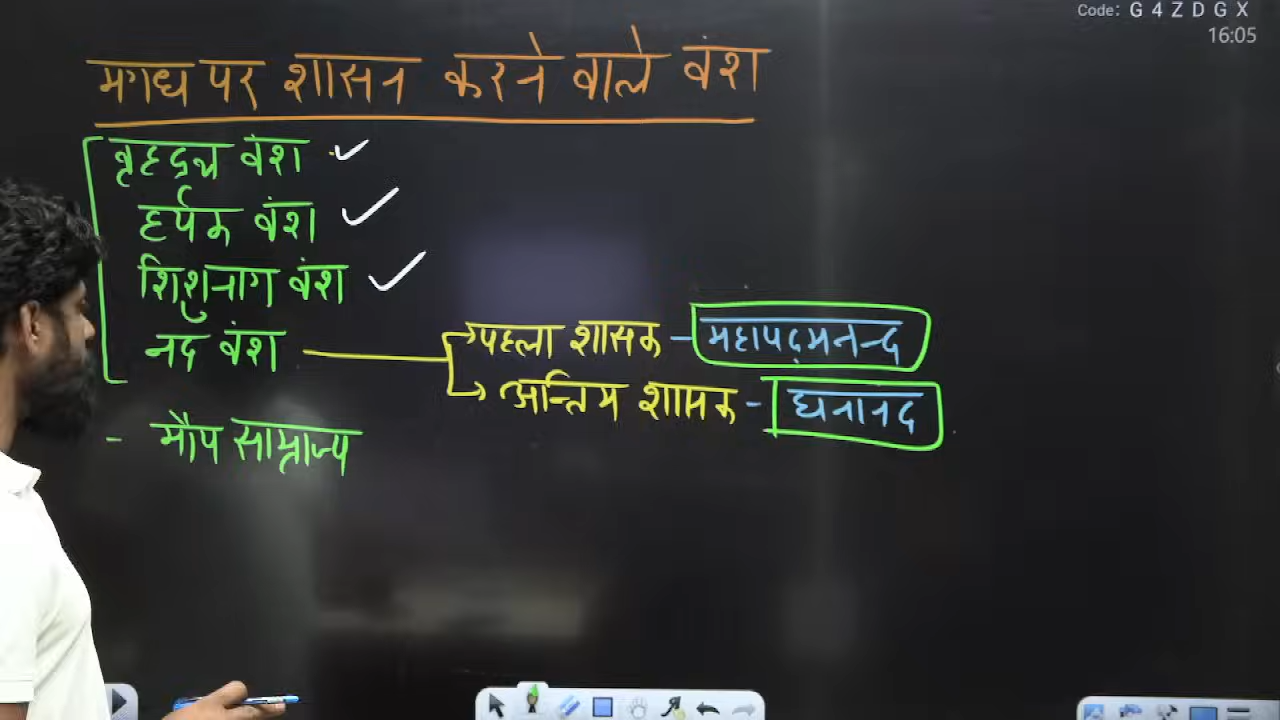 Code: G 4 Z D G X
16:05
मगध पर शासन करने वाले वंश
वृहद्रथ वंश
हर्यक वंश
शिशुनाग वंश
नंद वंश
पहला शासक - महापद्मनन्द
अन्तिम शासक - घनानंद
- मौर्य साम्राज्य